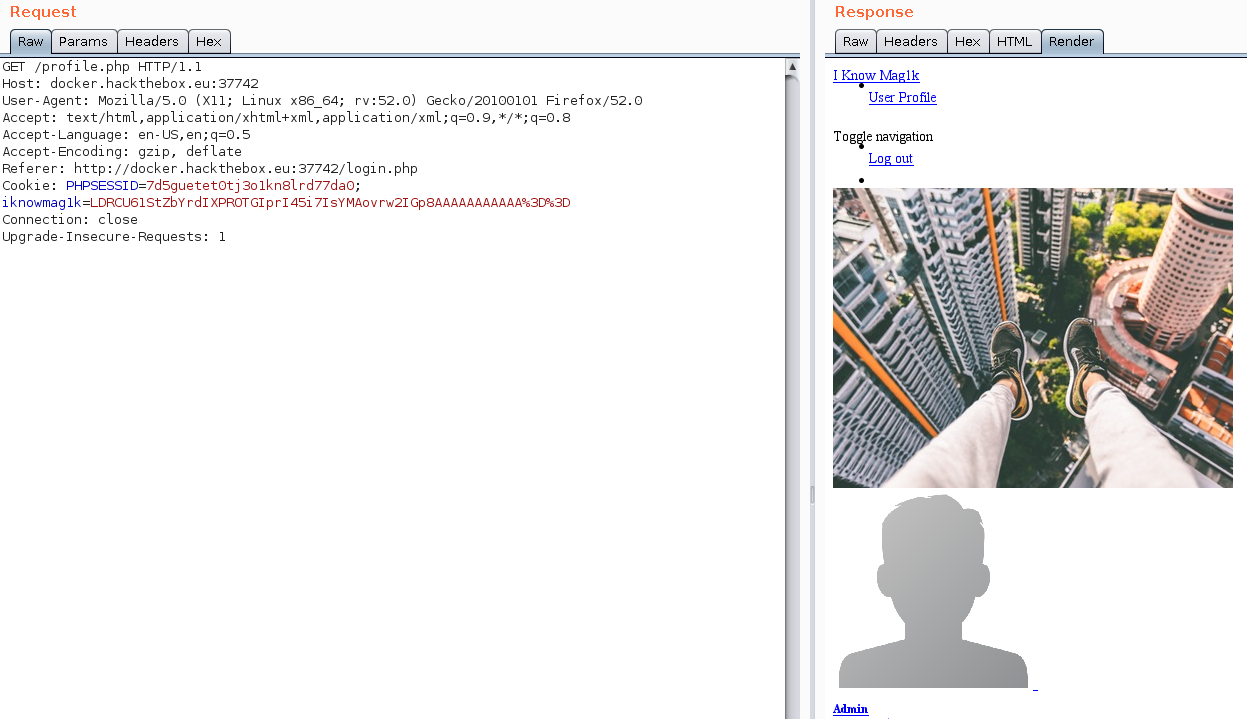 Request
Raw Params Headers Hex
GET /profile.php HTTP/1.1
Host: docker.hackthebox.eu:37742
User-Agent: Mozilla/5.0 (X11; Linux x86_64; rv:52.0) Gecko/20100101 Firefox/52.0
Accept: text/html,application/xhtml+xml,application/xml;q=0.9,*/*;q=0.8
Accept-Language: en-US,en;q=0.5
Accept-Encoding: gzip, deflate
Referer: http://docker.hackthebox.eu:37742/login.php
Cookie: PHPSESSID=7d5guetet0tj3o1kn8lrd77da0;
iknowmag1k=LDRCU61StZbYrdIXPROTGIprI45i7IsYMAovrw2IGp8AAAAAAAAAAA%3D%3D
Connection: close
Upgrade-Insecure-Requests: 1
Response
Raw Headers Hex HTML Render
I Know Mag1k
User Profile
Toggle navigation
Log out
Admin